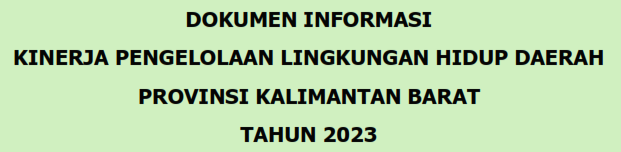 DOKUMEN INFORMASI
KINERJA PENGELOLAAN LINGKUNGAN HIDUP DAERAH
PROVINSI KALIMANTAN BARAT
TAHUN 2023